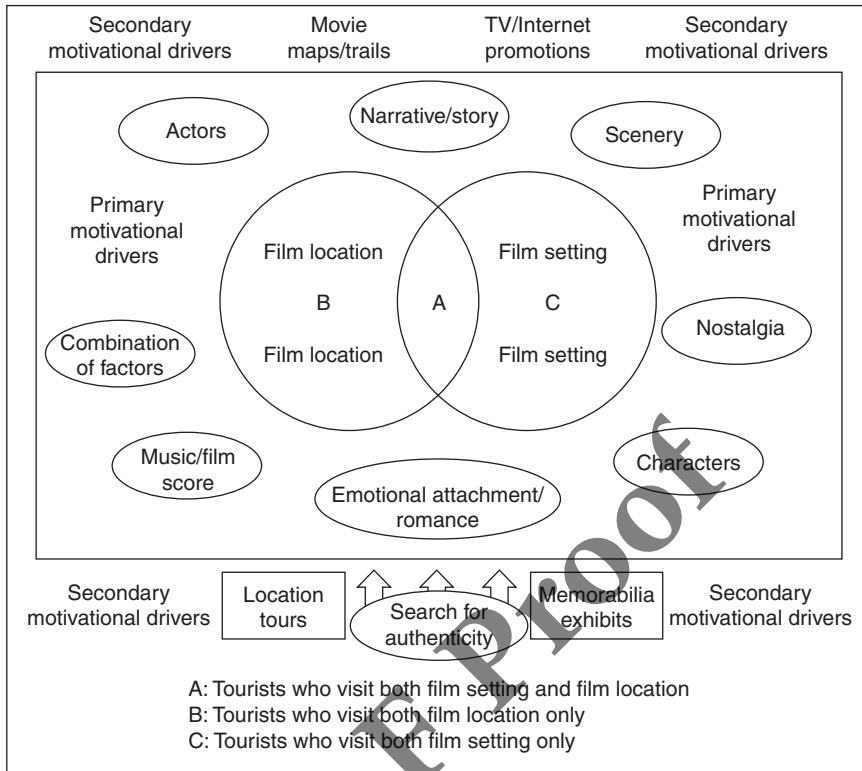 Secondary
motivational drivers
Movie
maps/trails
TV/Internet
promotions
Secondary
motivational drivers
Actors
Narrative/story
Scenery
Primary
motivational
drivers
Primary
motivational
drivers
Film location
Film setting
B
A
C
Film location
Film setting
Combination
of factors
Nostalgia
Music/film
score
Emotional attachment/
romance
Characters
Secondary
motivational drivers
Location
tours
Search for
authenticity
Memorabilia
exhibits
Secondary
motivational drivers
A: Tourists who visit both film setting and film location
B: Tourists who visit both film location only
C: Tourists who visit both film setting only
F Proof